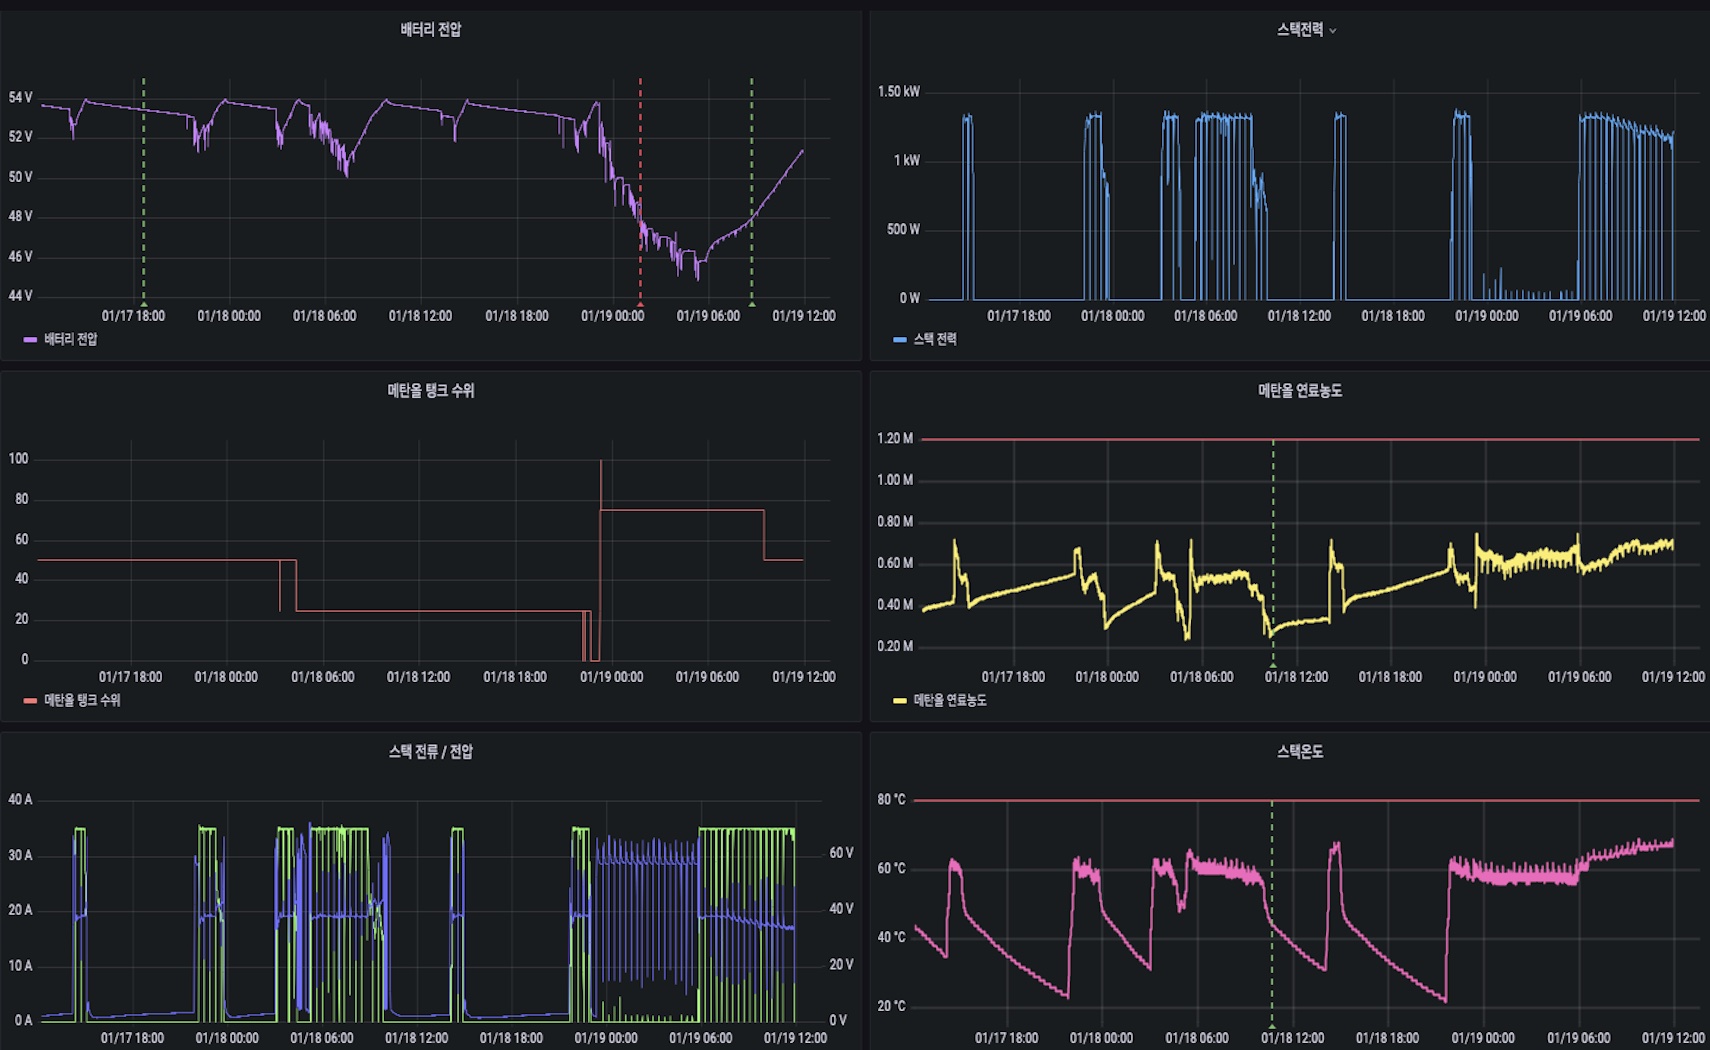 배터리 전압
54 V
52 V
50 V
48 V
46 V
44 V
01/17 18:00 01/18 00:00 01/18 06:00 01/18 12:00 01/18 18:00 01/19 00:00 01/19 06:00 01/19 12:00
배터리 전압
스택전력
1.50 kW
1 kW
500 W
0 W
01/17 18:00 01/18 00:00 01/18 06:00 01/18 12:00 01/18 18:00 01/19 00:00 01/19 06:00 01/19 12:00
스택 전력
메탄올 탱크 수위
100
80
60
40
20
0
01/17 18:00 01/18 00:00 01/18 06:00 01/18 12:00 01/18 18:00 01/19 00:00 01/19 06:00 01/19 12:00
메탄올 탱크 수위
메탄올 연료농도
1.20 M
1.00 M
0.80 M
0.60 M
0.40 M
0.20 M
01/17 18:00 01/18 00:00 01/18 06:00 01/18 12:00 01/18 18:00 01/19 00:00 01/19 06:00 01/19 12:00
메탄올 연료농도
스택 전류 / 전압
40 A
30 A 60 V
20 A 40 V
10 A 20 V
0 A 0 V
01/17 18:00 01/18 00:00 01/18 06:00 01/18 12:00 01/18 18:00 01/19 00:00 01/19 06:00 01/19 12:00
스택온도
80 °C
60 °C
40 °C
20 °C
01/17 18:00 01/18 00:00 01/18 06:00 01/18 12:00 01/18 18:00 01/19 00:00 01/19 06:00 01/19 12:00